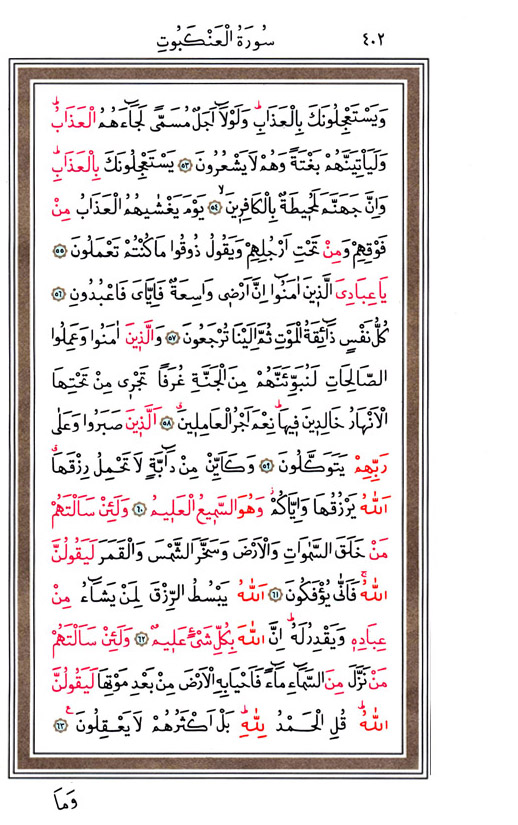 ٤٠٢ سُورَةُ الْعَنْكَبُوتِ
وَيَسْتَعْجِلُونَكَ بِالْعَذَابِۜ وَلَوْلَٓا اَجَلٌ مُسَمًّى لَجَٓاءَهُمُ الْعَذَابُۜ
وَلَيَأْتِيَنَّهُمْ بَغْتَةً وَهُمْ لَا يَشْعُرُونَ ٥٣ يَسْتَعْجِلُونَكَ بِالْعَذَابِۜ
وَاِنَّ جَهَنَّمَ لَمُحِيطَةٌ بِالْكَافِرِينَۙ ٥٤ يَوْمَ يَغْشٰيهُمُ الْعَذَابُ مِنْ
فَوْقِهِمْ وَمِنْ تَحْتِ اَرْجُلِهِمْ وَيَقُولُ ذُوقُوا مَا كُنْتُمْ تَعْمَلُونَ ٥٥
يَا عِبَادِيَ الَّذِينَ اٰمَنُٓوا اِنَّ اَرْضِي وَاسِعَةٌ فَاِيَّايَ فَاعْبُدُونِ ٥٦
كُلُّ نَفْسٍ ذَٓائِقَةُ الْمَوْتِ ثُمَّ اِلَيْنَا تُرْجَعُونَ ٥٧ وَالَّذِينَ اٰمَنُوا وَعَمِلُوا
الصَّالِحَاتِ لَنُبَوِّئَنَّهُمْ مِنَ الْجَنَّةِ غُرَفًا تَجْرِي مِنْ تَحْتِهَا
الْاَنْهَارُ خَالِدِينَ فِيهَاۜ نِعْمَ اَجْرُ الْعَامِلِينَۗ ٥٨ اَلَّذِينَ صَبَرُوا وَعَلٰى
رَبِّهِمْ يَتَوَكَّلُونَ ٥٩ وَكَاَيِّنْ مِنْ دَٓابَّةٍ لَا تَحْمِلُ رِزْقَهَاۗ
اَللّٰهُ يَرْزُقُهَا وَاِيَّاكُمْۘ وَهُوَ السَّمِيعُ الْعَلِيمُ ٦٠ وَلَئِنْ سَاَلْتَهُمْ
مَنْ خَلَقَ السَّمٰوَاتِ وَالْاَرْضَ وَسَخَّرَ الشَّمْسَ وَالْقَمَرَ لَيَقُولُنَّ
اللّٰهُۚ فَاَنّٰى يُؤْفَكُونَ ٦١ اَللّٰهُ يَبْسُطُ الرِّزْقَ لِمَنْ يَشَٓاءُ مِنْ
عِبَادِهِ وَيَقْدِرُ لَهُۜ اِنَّ اللّٰهَ بِكُلِّ شَيْءٍ عَلِيمٌ ٦٢ وَلَئِنْ سَاَلْتَهُمْ
مَنْ نَزَّلَ مِنَ السَّمَٓاءِ مَٓاءً فَاَحْيَا بِهِ الْاَرْضَ مِنْ بَعْدِ مَوْتِهَا لَيَقُولُنَّ
اللّٰهُۜ قُلِ الْحَمْدُ لِلّٰهِۜ بَلْ اَكْثَرُهُمْ لَا يَعْقِلُونَ۟ ٦٣
وَمَا